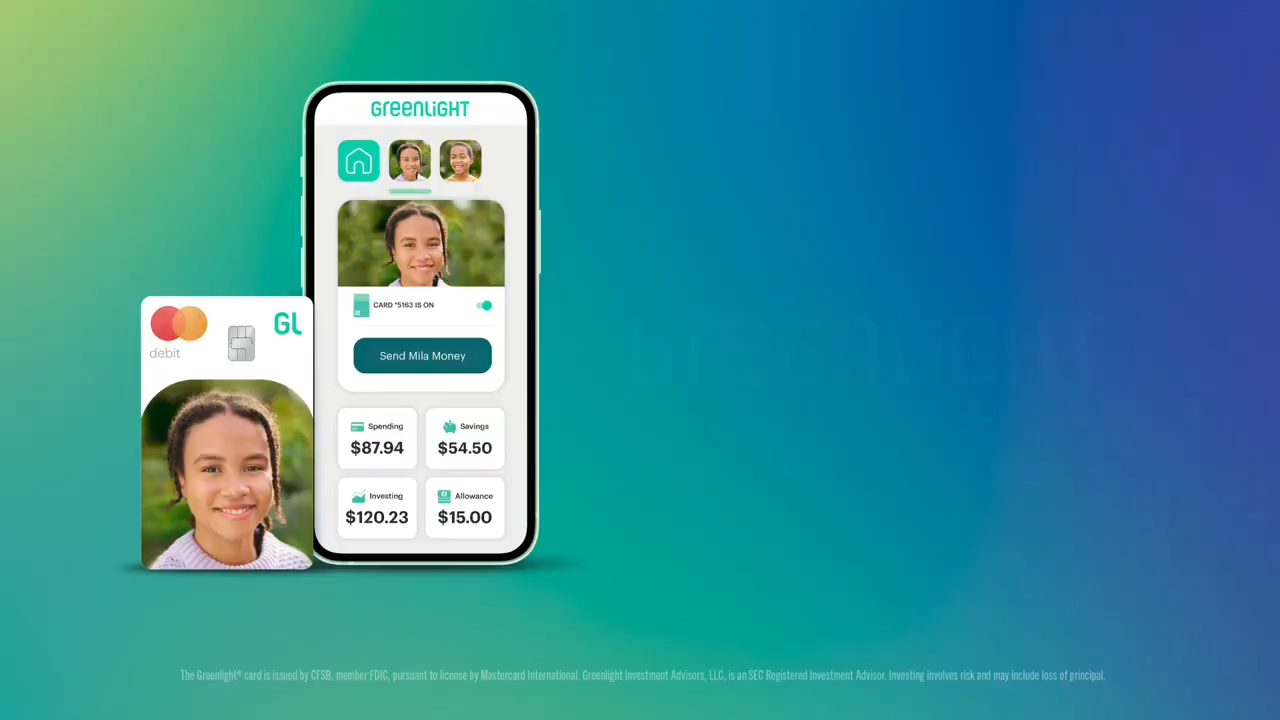 GreenLiGHT
CARD *5163 IS ON
Send Mila Money
Spending
$87.94
Savings
$54.50
Investing
$120.23
Allowance
$15.00
GL
debit
The Greenlight® card is issued by CFSB, member FDIC, pursuant to license by Mastercard International. Greenlight Investment Advisors, LLC, is an SEC Registered Investment Advisor. Investing involves risk and may include loss of principal.